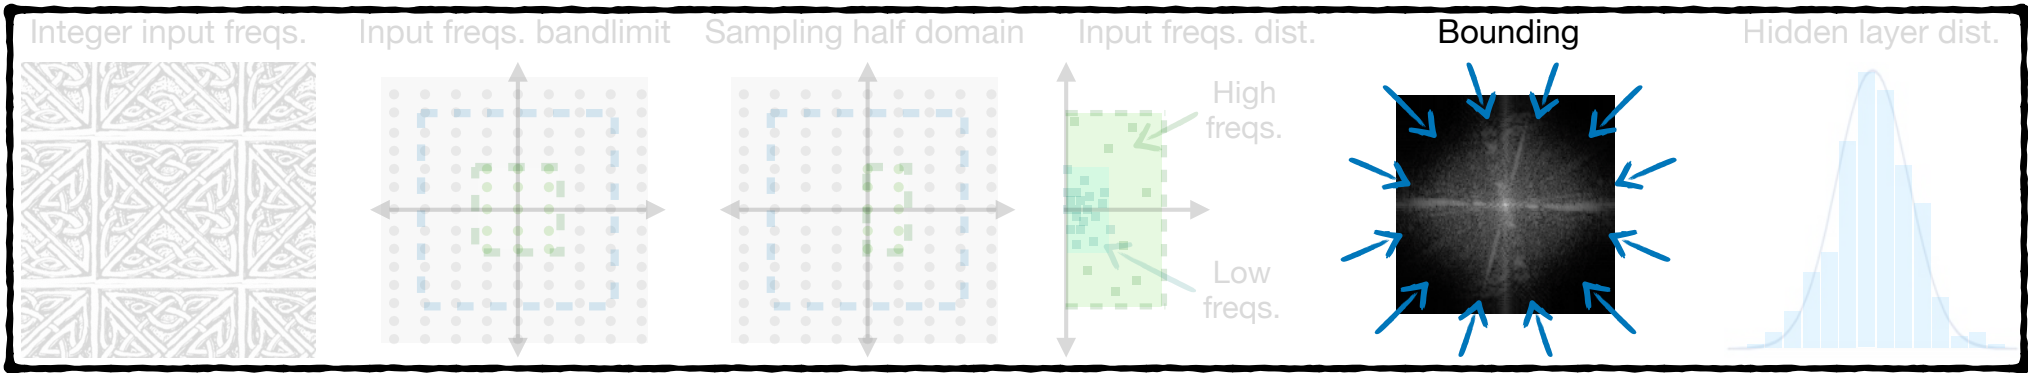 Integer input freqs.
Input freqs. bandlimit
Sampling half domain
Input freqs. dist.
Bounding
Hidden layer dist.
High
freqs.
Low
freqs.